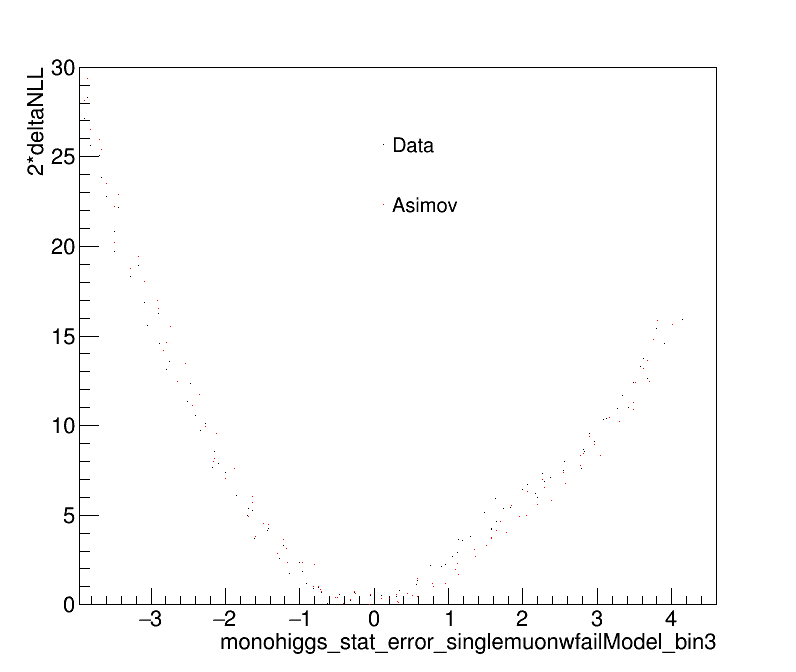 2*deltaNLL
30
25
20
15
10
5
0
Data
Asimov
−3 −2 −1 0 1 2 3 4
monohiggs_stat_error_singlemuonwfailModel_bin3